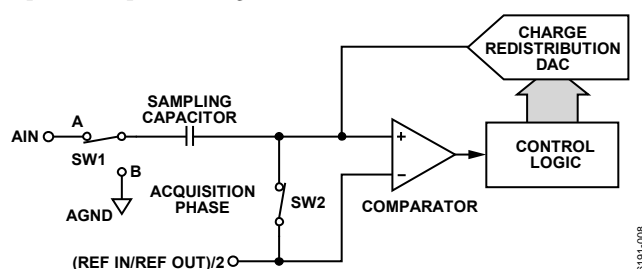 CHARGE
REDISTRIBUTION
DAC
SAMPLING
CAPACITOR
A
AIN
SW1
B
AGND
ACQUISITION
PHASE
SW2
+
–
COMPARATOR
CONTROL
LOGIC
(REF IN/REF OUT)/2